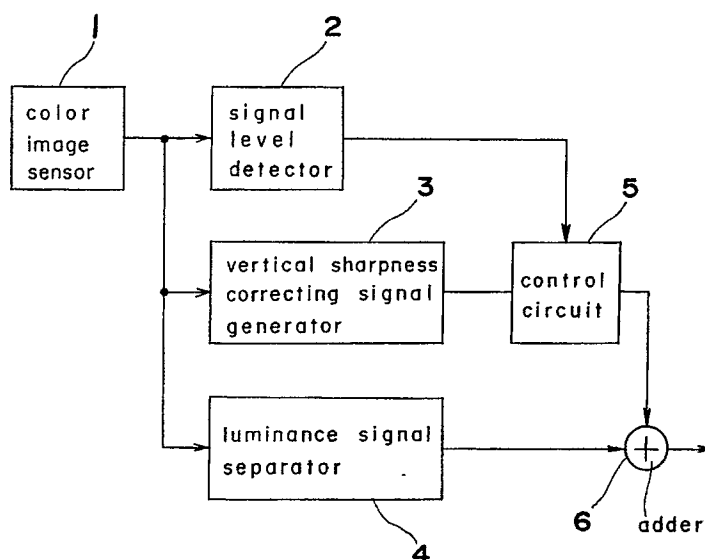 1
2
color
image
sensor
signal
level
detector
3
5
vertical sharpness
correcting signal
generator
control
circuit
luminance signal
separator
4
6
adder